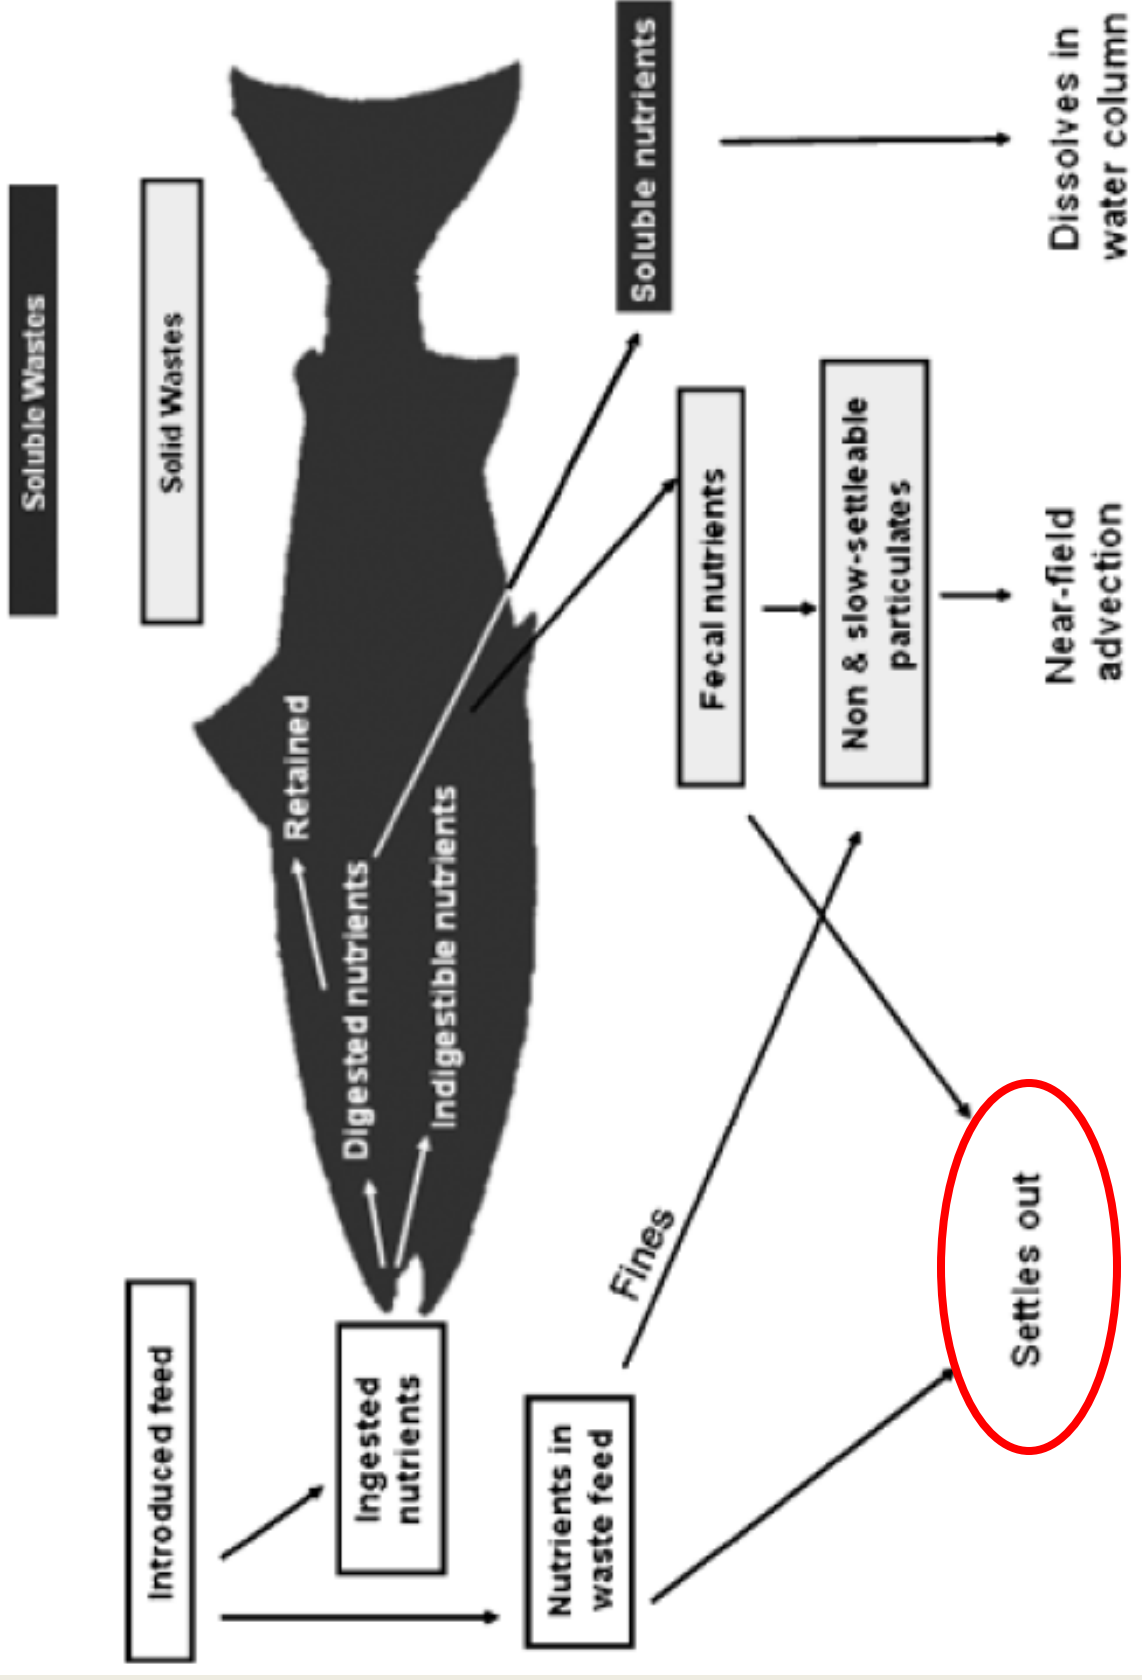 Soluble Wastes
Solid Wastes
Introduced feed
Ingested
nutrients
Retained
Digested nutrients
Indigestible nutrients
Nutrients in
waste feed
Fines
Soluble nutrients
Fecal nutrients
Non & slow-settleable
particulates
Settles out
Near-field
advection
Dissolves in
water column